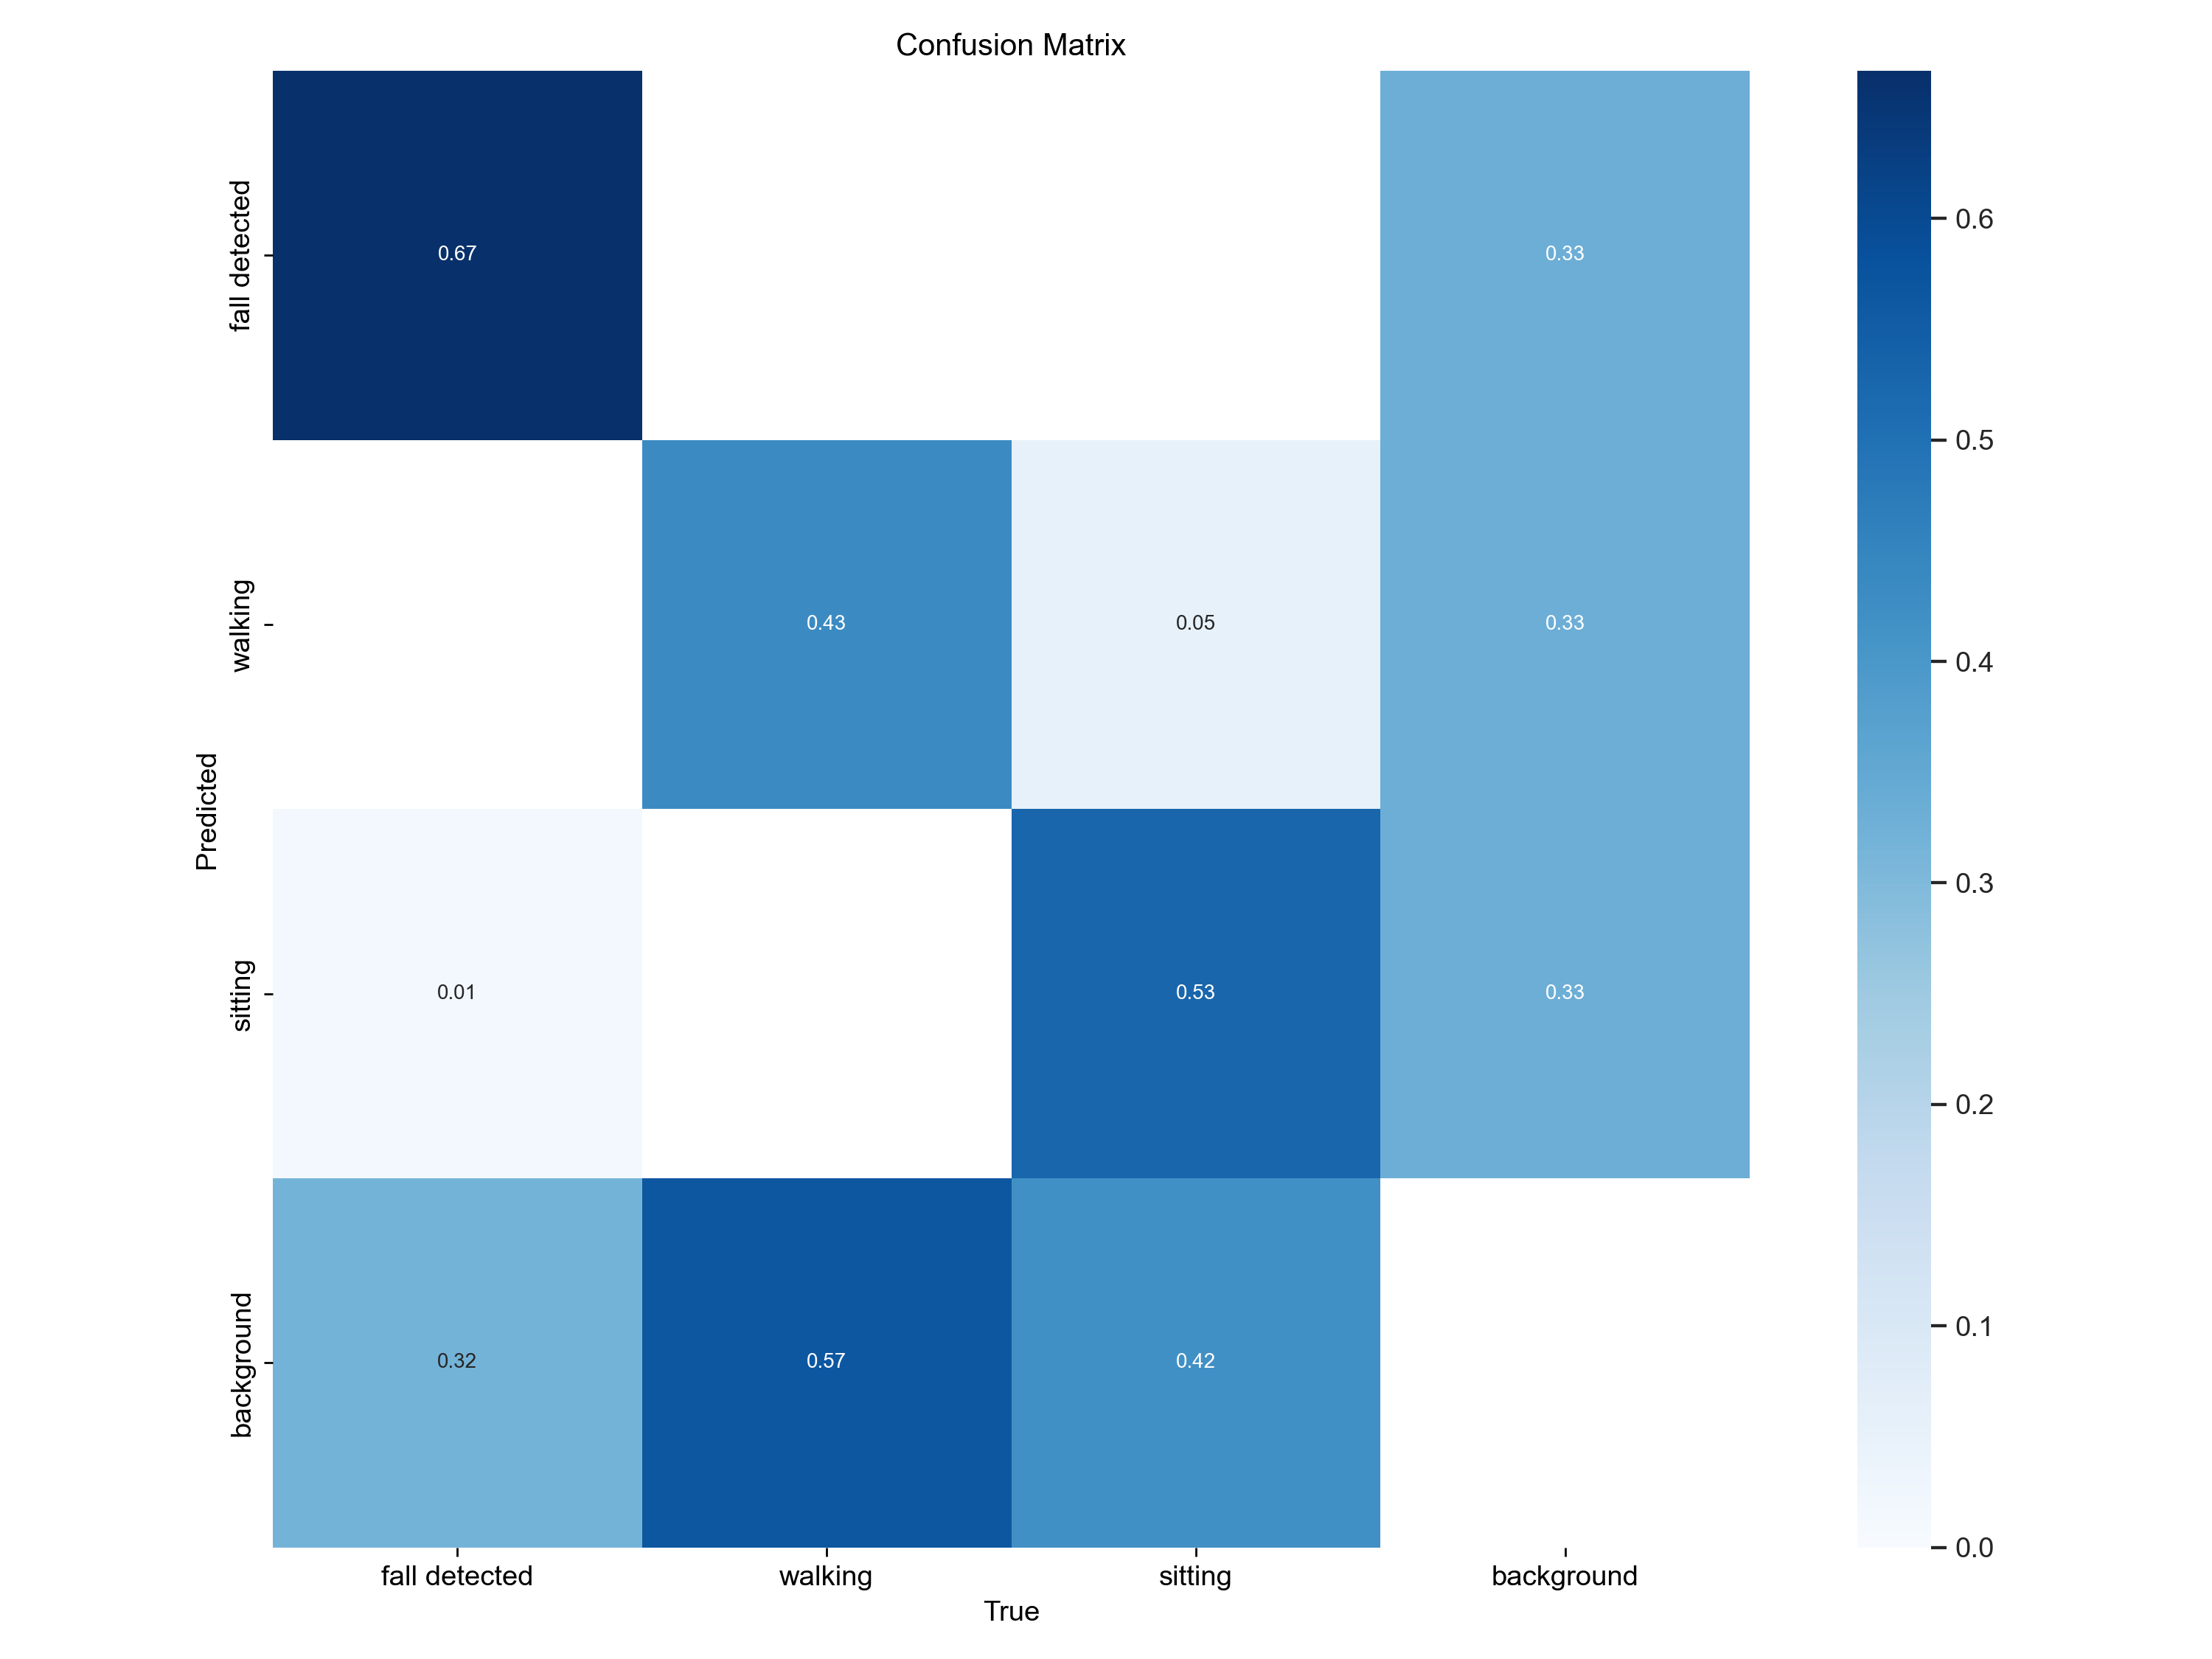 Confusion Matrix
fall detected
0.67
0.33
walking
0.43
0.05
0.33
Predicted
sitting
0.01
0.53
0.33
background
0.32
0.57
0.42
fall detected
walking
sitting
background
True
0.6
0.5
0.4
0.3
0.2
0.1
0.0